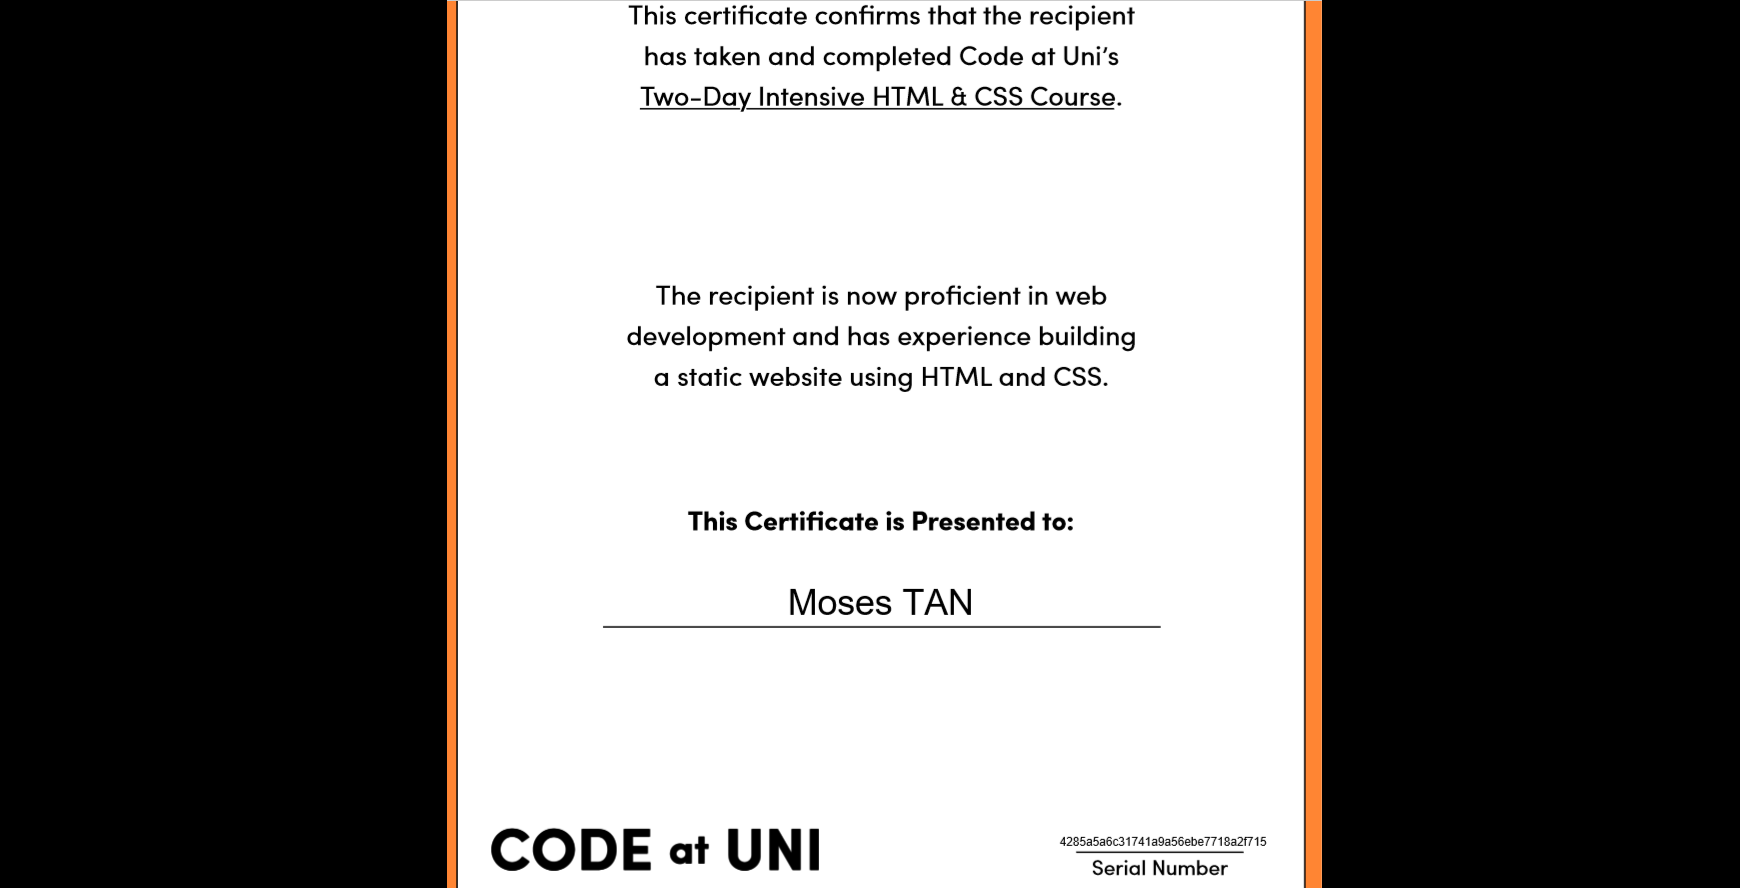 This certificate confirms that the recipient
has taken and completed Code at Uni’s
Two-Day Intensive HTML & CSS Course.
The recipient is now proficient in web
development and has experience building
a static website using HTML and CSS.
This Certificate is Presented to:
Moses TAN
CODE at UNI
4285a5a6c31741a9a56ebe7718a2f715
Serial Number